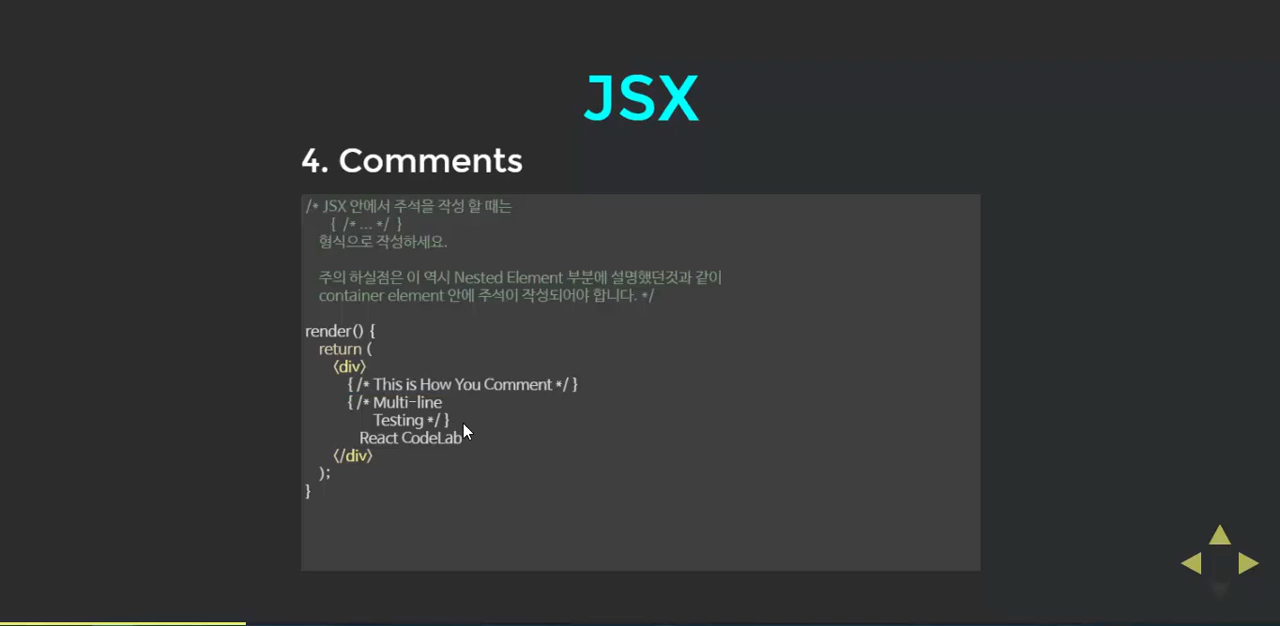 JSX
4. Comments
/* JSX 안에서 주석을 작성 할 때는
{ /* ... */ }
형식으로 작성하세요.
주의 하실점은 이 역시 Nested Element 부분에 설명했던것과 같이
container element 안에 주석이 작성되어야 합니다. */
render() {
return (
<div>
{ /* This is How You Comment */ }
{ /* Multi-line
Testing */ }
React CodeLab
</div>
);
}